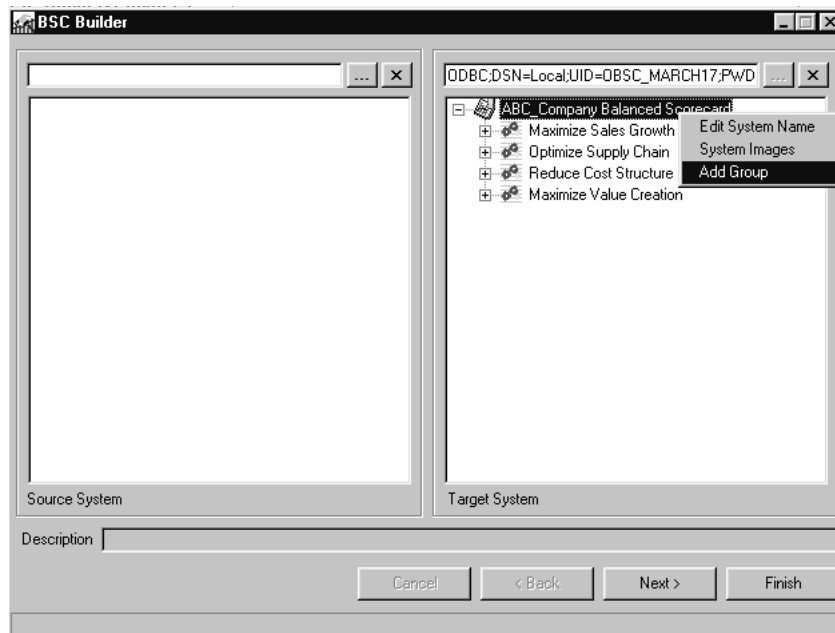 BSC Builder
...
ODBC;DSN=Local;UID=OBSC_MARCH17;PWD
...
ABC_Company Balanced Scorecard
Edit System Name
Maximize Sales Growth
System Images
Optimize Supply Chain
Add Group
Reduce Cost Structure
Maximize Value Creation
Source System
Target System
Description
Cancel
< Back
Next >
Finish